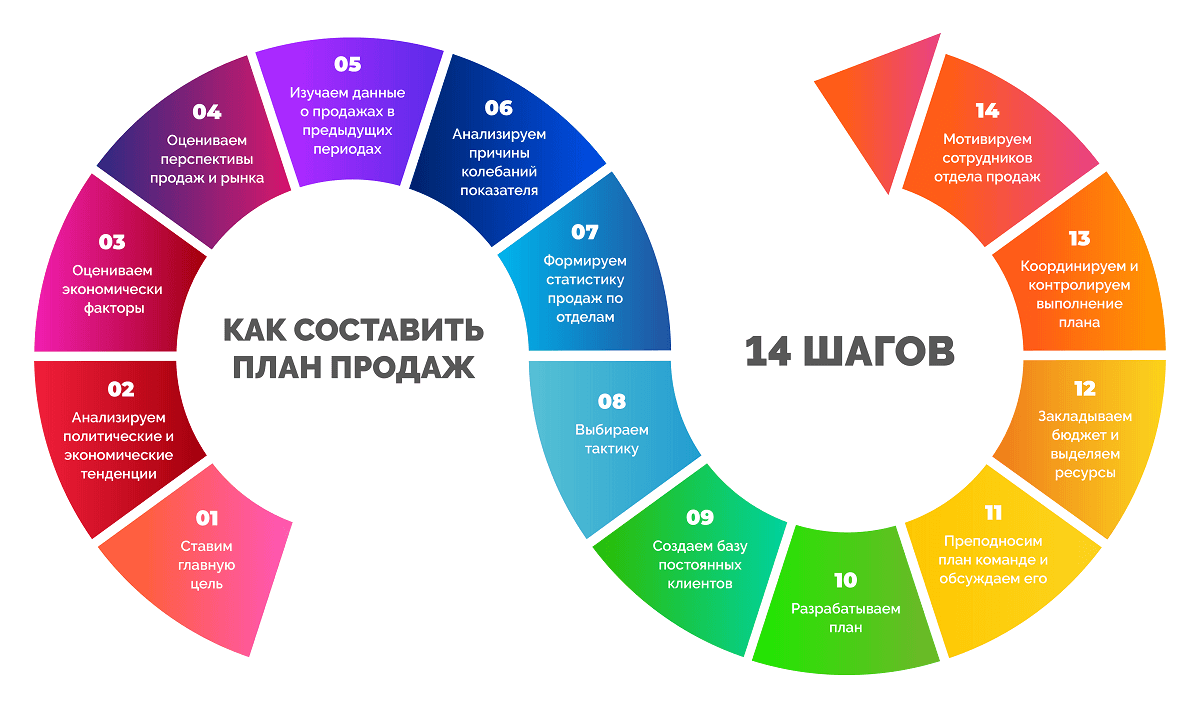 КАК СОСТАВИТЬ
ПЛАН ПРОДАЖ
14 ШАГОВ
01
Ставим
главную
цель
02
Анализируем
политические и
экономические
тенденции
03
Оцениваем
экономически
факторы
04
Оцениваем
перспективы
продаж и рынка
05
Изучаем данные
о продажах в
предыдущих
периодах
06
Анализируем
причины
колебаний
показателя
07
Формируем
статистику
продаж по
отделам
08
Выбираем
тактику
09
Создаем базу
постоянных
клиентов
10
Разрабатываем
план
11
Преподносим
план команде и
обсуждаем его
12
Закладываем
бюджет и
выделяем
ресурсы
13
Координируем и
контролируем
выполнение
плана
14
Мотивируем
сотрудников
отдела продаж